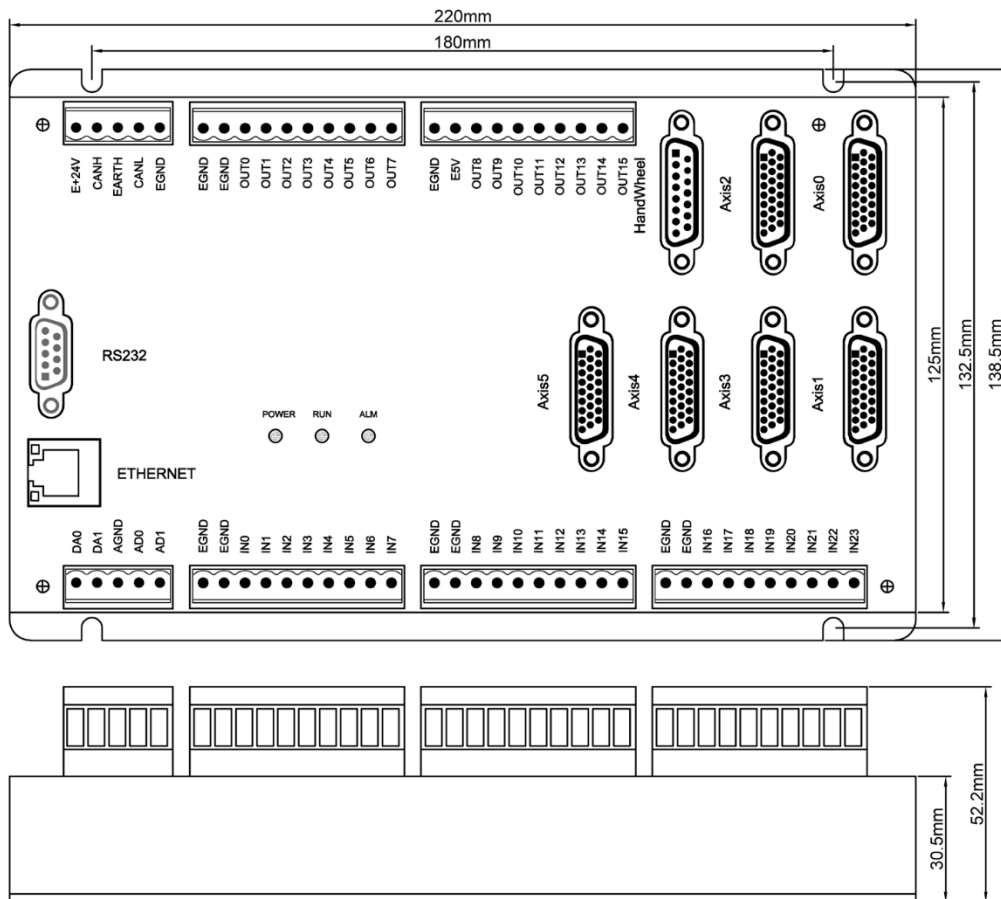 220mm
180mm
E+24V
CANH
EARTH
CANL
EGND
EGND
EGND
OUT0
OUT1
OUT2
OUT3
OUT4
OUT5
OUT6
OUT7
EGND
E5V
OUT8
OUT9
OUT10
OUT11
OUT12
OUT13
OUT14
OUT15
HandWheel
Axis2
Axis0
RS232
Axis5
Axis4
Axis3
Axis1
125mm
132.5mm
138.5mm
POWER
RUN
ALM
ETHERNET
DA0
DA1
AGND
AD0
AD1
EGND
EGND
IN0
IN1
IN2
IN3
IN4
IN5
IN6
IN7
EGND
EGND
IN8
IN9
IN10
IN11
IN12
IN13
IN14
IN15
EGND
EGND
IN16
IN17
IN18
IN19
IN20
IN21
IN22
IN23
30.5mm
52.2mm